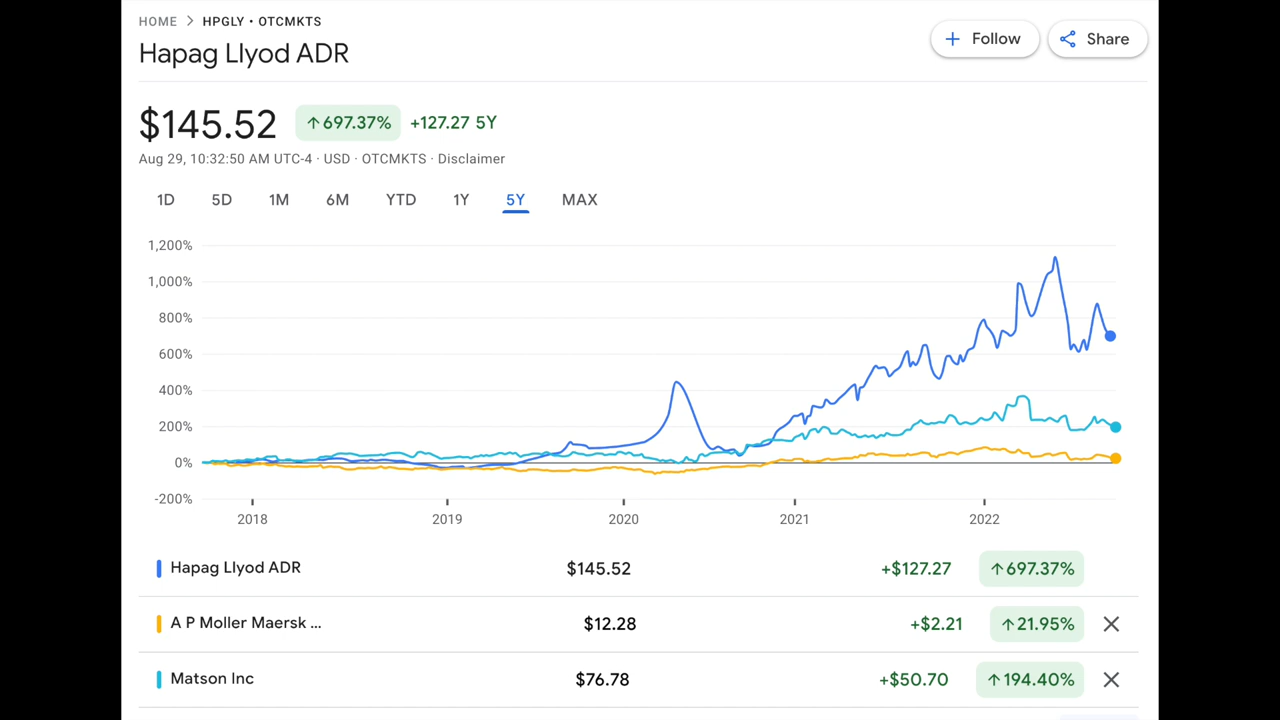 HOME > HPGLY • OTCMKTS
Hapag Llyod ADR
+ Follow
Share
$145.52 ↑697.37% +127.27 5Y
Aug 29, 10:32:50 AM UTC-4 · USD · OTCMKTS · Disclaimer
1D 5D 1M 6M YTD 1Y 5Y MAX
1,200%
1,000%
800%
600%
400%
200%
0%
-200%
2018 2019 2020 2021 2022
Hapag Llyod ADR $145.52 +$127.27 ↑697.37%
A P Moller Maersk ... $12.28 +$2.21 ↑21.95%
Matson Inc $76.78 +$50.70 ↑194.40%